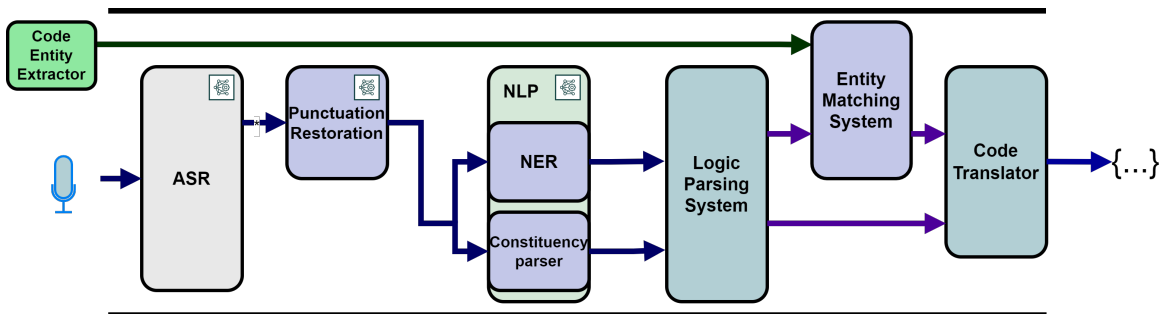 Code
Entity
Extractor
ASR
*
Punctuation
Restoration
NLP
NER
Constituency
parser
Logic
Parsing
System
Entity
Matching
System
Code
Translator
{...}